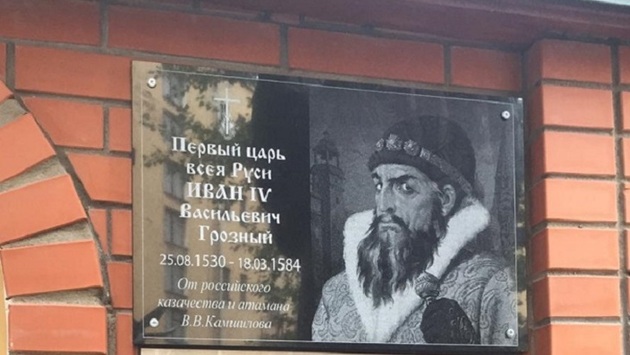 Первый царь
всея Руси
ИВАН IV
Васильевич
Грозный
25.08.1530 - 18.03.1584
От российского
казачества и атамана
В.В.Камшилова